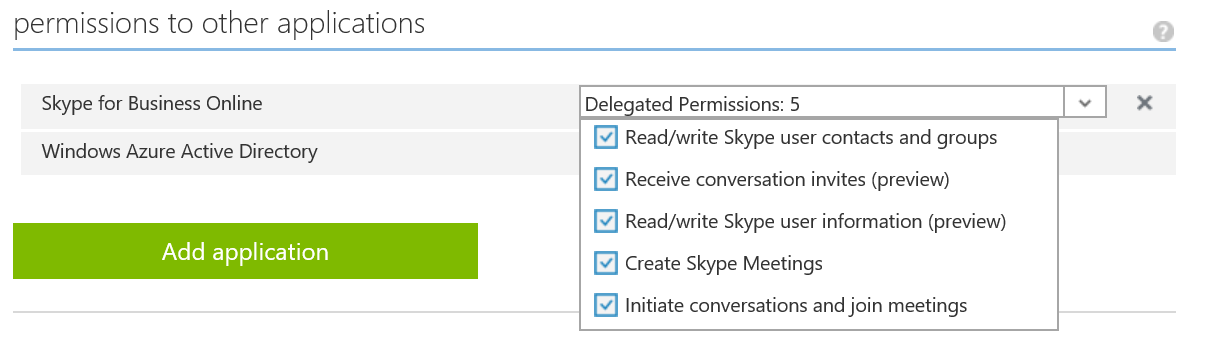 permissions to other applications
?
Skype for Business Online
Delegated Permissions: 5
Read/write Skype user contacts and groups
Windows Azure Active Directory
Receive conversation invites (preview)
Read/write Skype user information (preview)
Add application
Create Skype Meetings
Initiate conversations and join meetings